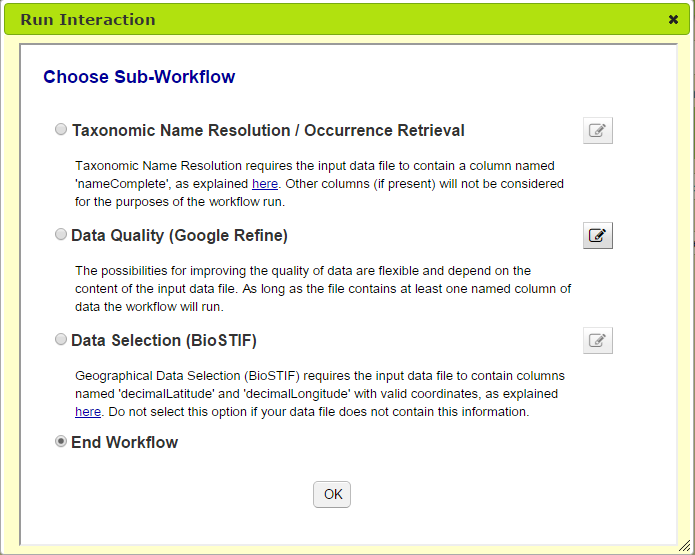 Run Interaction
Choose Sub-Workflow
Taxonomic Name Resolution / Occurrence Retrieval
Taxonomic Name Resolution requires the input data file to contain a column named
'nameComplete', as explained here. Other columns (if present) will not be considered
for the purposes of the workflow run.
Data Quality (Google Refine)
The possibilities for improving the quality of data are flexible and depend on the
content of the input data file. As long as the file contains at least one named column of
data the workflow will run.
Data Selection (BioSTIF)
Geographical Data Selection (BioSTIF) requires the input data file to contain columns
named 'decimalLatitude' and 'decimalLongitude' with valid coordinates, as explained
here. Do not select this option if your data file does not contain this information.
End Workflow
OK